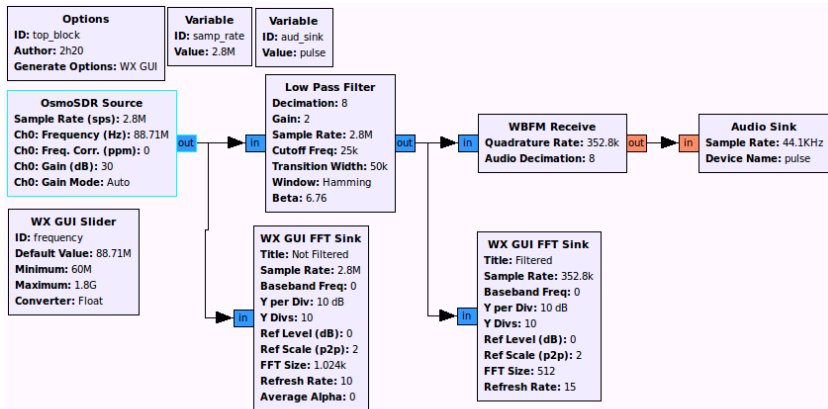 Options
ID: top_block
Author: 2h20
Generate Options: WX GUI
Variable
ID: samp_rate
Value: 2.8M
Variable
ID: aud_sink
Value: pulse
OsmoSDR Source
Sample Rate (sps): 2.8M
Ch0: Frequency (Hz): 88.71M
Ch0: Freq. Corr. (ppm): 0
Ch0: Gain (dB): 30
Ch0: Gain Mode: Auto
out
in
Low Pass Filter
Decimation: 8
Gain: 2
Sample Rate: 2.8M
Cutoff Freq: 25k
Transition Width: 50k
Window: Hamming
Beta: 6.76
out
in
WBFM Receive
Quadrature Rate: 352.8k
Audio Decimation: 8
out
in
Audio Sink
Sample Rate: 44.1KHz
Device Name: pulse
WX GUI Slider
ID: frequency
Default Value: 88.71M
Minimum: 60M
Maximum: 1.8G
Converter: Float
in
WX GUI FFT Sink
Title: Not Filtered
Sample Rate: 2.8M
Baseband Freq: 0
Y per Div: 10 dB
Y Divs: 10
Ref Level (dB): 0
Ref Scale (p2p): 2
FFT Size: 1.024k
Refresh Rate: 10
Average Alpha: 0
in
WX GUI FFT Sink
Title: Filtered
Sample Rate: 352.8k
Baseband Freq: 0
Y per Div: 10 dB
Y Divs: 10
Ref Level (dB): 0
Ref Scale (p2p): 2
FFT Size: 512
Refresh Rate: 15